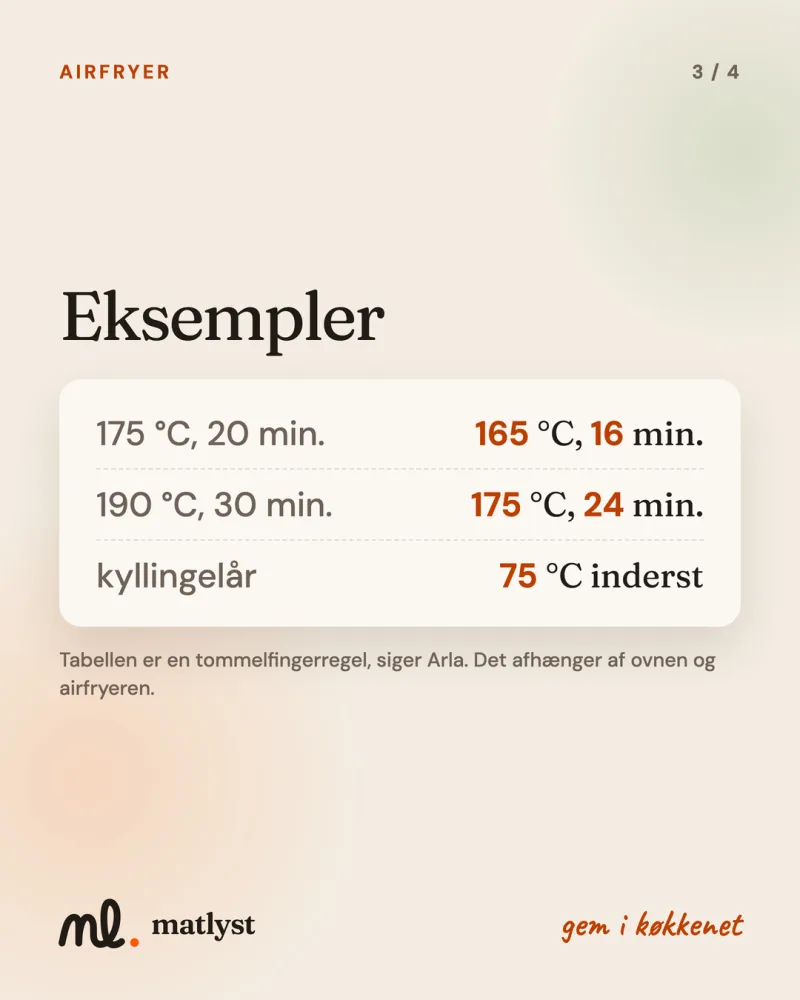 AIRFRYER 3 / 4
Eksempler
175 °C, 20 min. 165 °C, 16 min.
190 °C, 30 min. 175 °C, 24 min.
kyllingelår 75 °C inderst
Tabellen er en tommelfingerregel, siger Arla. Det afhænger af ovnen og
airfryeren.
ml. matlyst gem i køkkenet